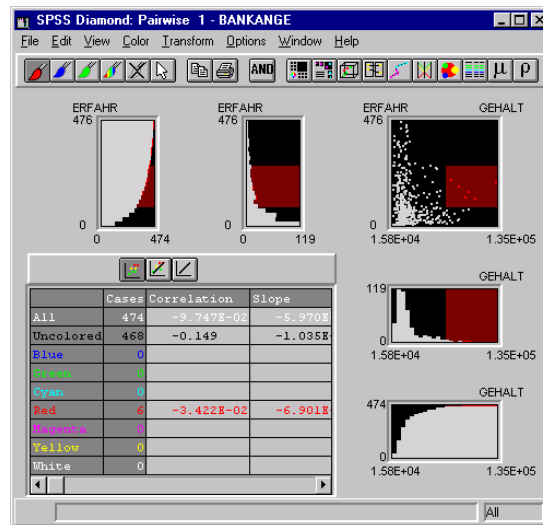 SPSS Diamond: Pairwise 1 - BANKANGE
File Edit View Color Transform Options Window Help
AND μ ρ
ERFAHR
476
0
0 474
ERFAHR
476
0
0 119
ERFAHR GEHALT
476
0
1.58E+04 1.35E+05
Cases Correlation Slope
All 474 -9.747E-02 -5.970E
Uncolored 468 -0.149 -1.035E-
Blue 0
Green 0
Cyan 0
Red 6 -3.422E-02 -6.901E-
Magenta 0
Yellow 0
White 0
GEHALT
119
0
1.58E+04 1.35E+05
GEHALT
474
0
1.58E+04 1.35E+05
All